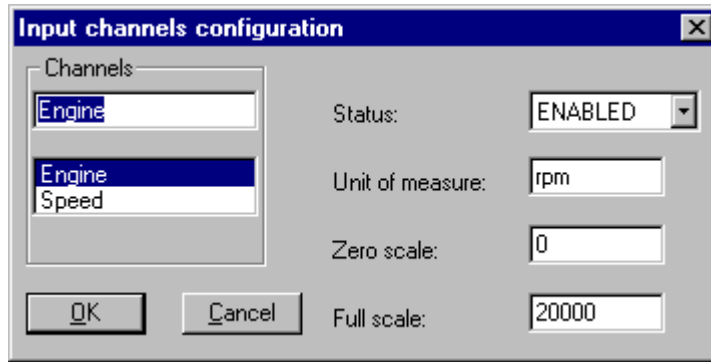 Input channels configuration
Channels
Engine
Engine
Speed
Status:
ENABLED
Unit of measure:
rpm
Zero scale:
0
Full scale:
20000
OK
Cancel